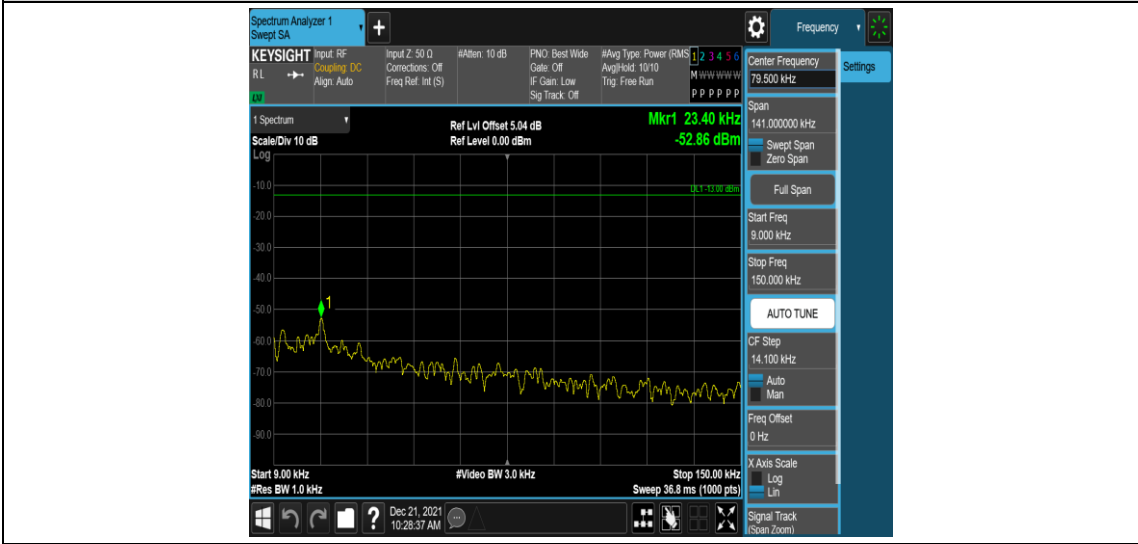 Spectrum Analyzer 1
Swept SA
+
Frequency
KEYSIGHT
RL
Input: RF
Coupling: DC
Align: Auto
Input Z: 50 Ω
Corrections: Off
Freq Ref: Int (S)
#Atten: 10 dB
PNO: Best Wide
Gate: Off
IF Gain: Low
Sig Track: Off
#Avg Type: Power (RMS
Avg|Hold: 10/10
Trig: Free Run
1 2 3 4 5 6
M W W W W W
P P P P P P
1 Spectrum
Scale/Div 10 dB
Log
Ref Lvl Offset 5.04 dB
Ref Level 0.00 dBm
Mkr1 23.40 kHz
-52.86 dBm
DL1 -13.00 dBm
-10.0
-20.0
-30.0
-40.0
-50.0
-60.0
-70.0
-80.0
-90.0
1
Start 9.00 kHz
#Res BW 1.0 kHz
#Video BW 3.0 kHz
Stop 150.00 kHz
Sweep 36.8 ms (1000 pts)
?
Dec 21, 2021
10:28:37 AM
Center Frequency
79.500 kHz
Settings
Span
141.000000 kHz
Swept Span
Zero Span
Full Span
Start Freq
9.000 kHz
Stop Freq
150.000 kHz
AUTO TUNE
CF Step
14.100 kHz
Auto
Man
Freq Offset
0 Hz
X Axis Scale
Log
Lin
Signal Track
(Span Zoom)